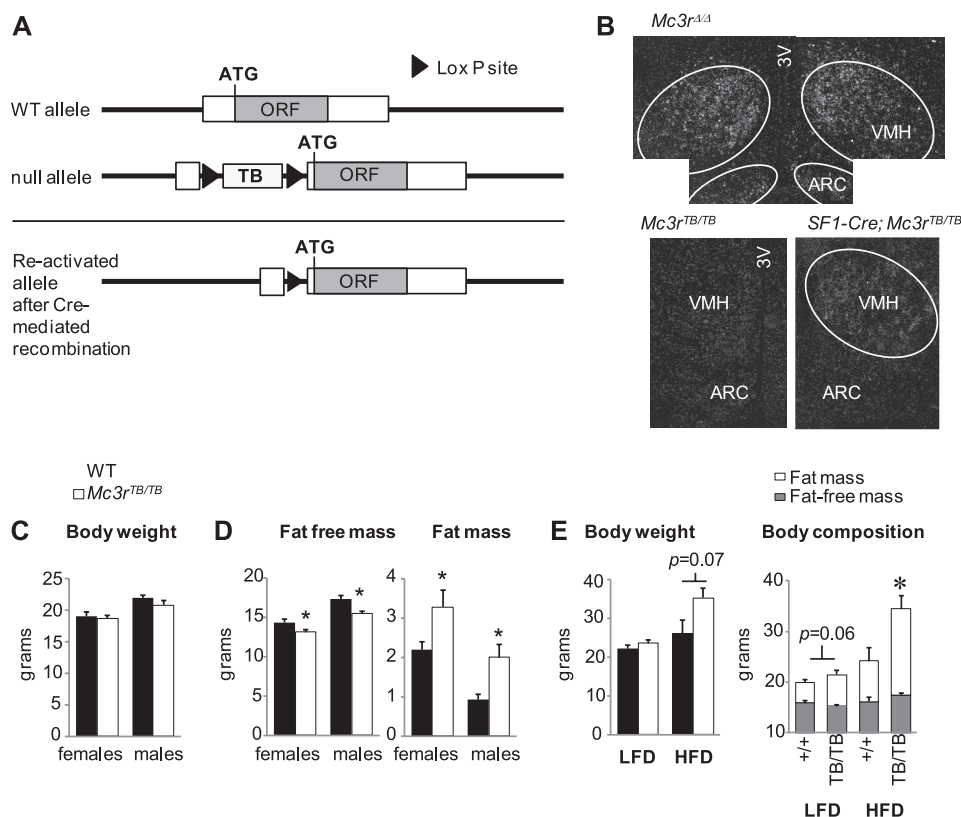 A
ATG
Lox P site
WT allele
ORF
ATG
null allele
TB
ORF
ATG
Re-activated
allele
after Cre-
mediated
recombination
ORF
B
Mc3rΔ/Δ
3V
VMH
ARC
Mc3rTB/TB
SF1-Cre; Mc3rTB/TB
3V
VMH
ARC
VMH
ARC
WT
Mc3rTB/TB
C
Body weight
grams
25
20
15
10
5
0
females
males
D
Fat free mass
grams
20
15
10
5
0
*
*
females
males
Fat mass
4
3
2
1
0
*
*
females
males
Fat mass
Fat-free mass
E
Body weight
p=0.07
grams
40
30
20
10
0
LFD
HFD
Body composition
*
p=0.06
grams
40
30
20
10
+/+
TB/TB
+/+
TB/TB
LFD
HFD